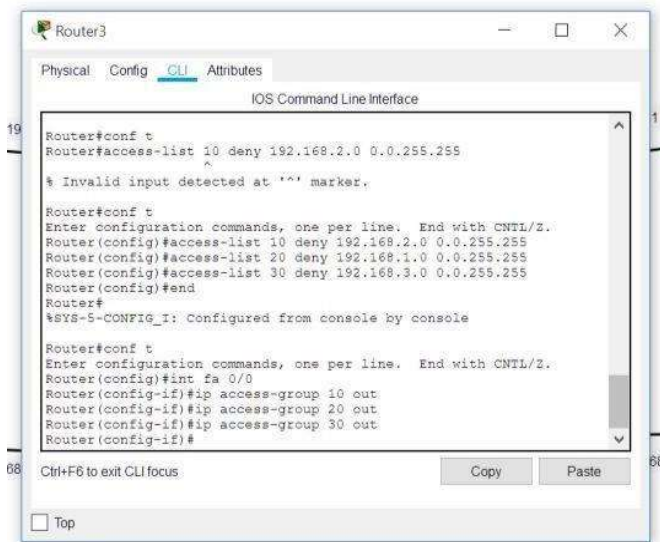 Router3
Physical Config CLI Attributes
IOS Command Line Interface
19
1
Router#conf t
Router#access-list 10 deny 192.168.2.0 0.0.255.255
^
% Invalid input detected at '^' marker.
Router#conf t
Enter configuration commands, one per line. End with CNTL/Z.
Router(config)#access-list 10 deny 192.168.2.0 0.0.255.255
Router(config)#access-list 20 deny 192.168.1.0 0.0.255.255
Router(config)#access-list 30 deny 192.168.3.0 0.0.255.255
Router(config)#end
Router#
%SYS-5-CONFIG_I: Configured from console by console
Router#conf t
Enter configuration commands, one per line. End with CNTL/Z.
Router(config)#int fa 0/0
Router(config-if)#ip access-group 10 out
Router(config-if)#ip access-group 20 out
Router(config-if)#ip access-group 30 out
Router(config-if)#
68
Ctrl+F6 to exit CLI focus
Copy
Paste
68
Top